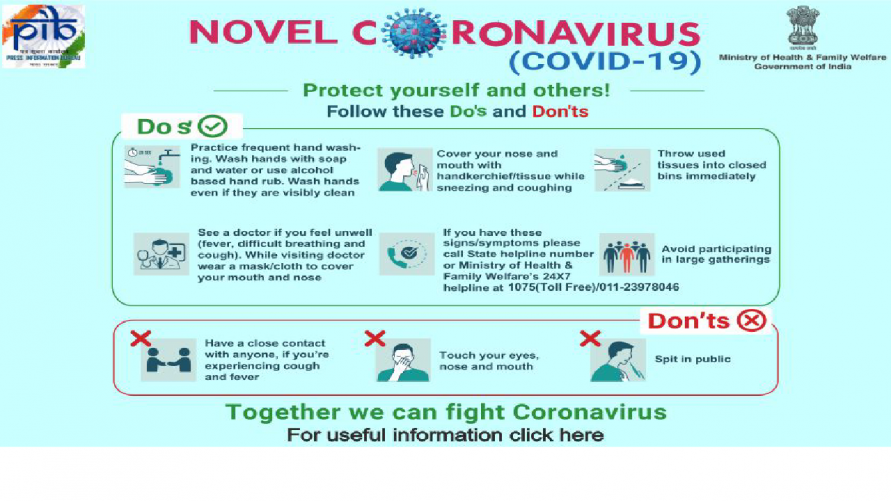 pib
PRESS INFORMATION BUREAU
भारत सरकार
NOVEL CORONAVIRUS
(COVID-19)
सत्यमेव जयते
Ministry of Health & Family Welfare
Government of India
Protect yourself and others!
Follow these Do's and Don'ts
Do s'
Practice frequent hand wash-
ing. Wash hands with soap
and water or use alcohol
based hand rub. Wash hands
even if they are visibly clean
Cover your nose and
mouth with
handkerchief/tissue while
sneezing and coughing
Throw used
tissues into closed
bins immediately
See a doctor if you feel unwell
(fever, difficult breathing and
cough). While visiting doctor
wear a mask/cloth to cover
your mouth and nose
If you have these
signs/symptoms please
call State helpline number
or Ministry of Health &
Family Welfare's 24X7
helpline at 1075(Toll Free)/011-23978046
Avoid participating
in large gatherings
Don'ts
Have a close contact
with anyone, if you're
experiencing cough
and fever
Touch your eyes,
nose and mouth
Spit in public
Together we can fight Coronavirus
For useful information click here